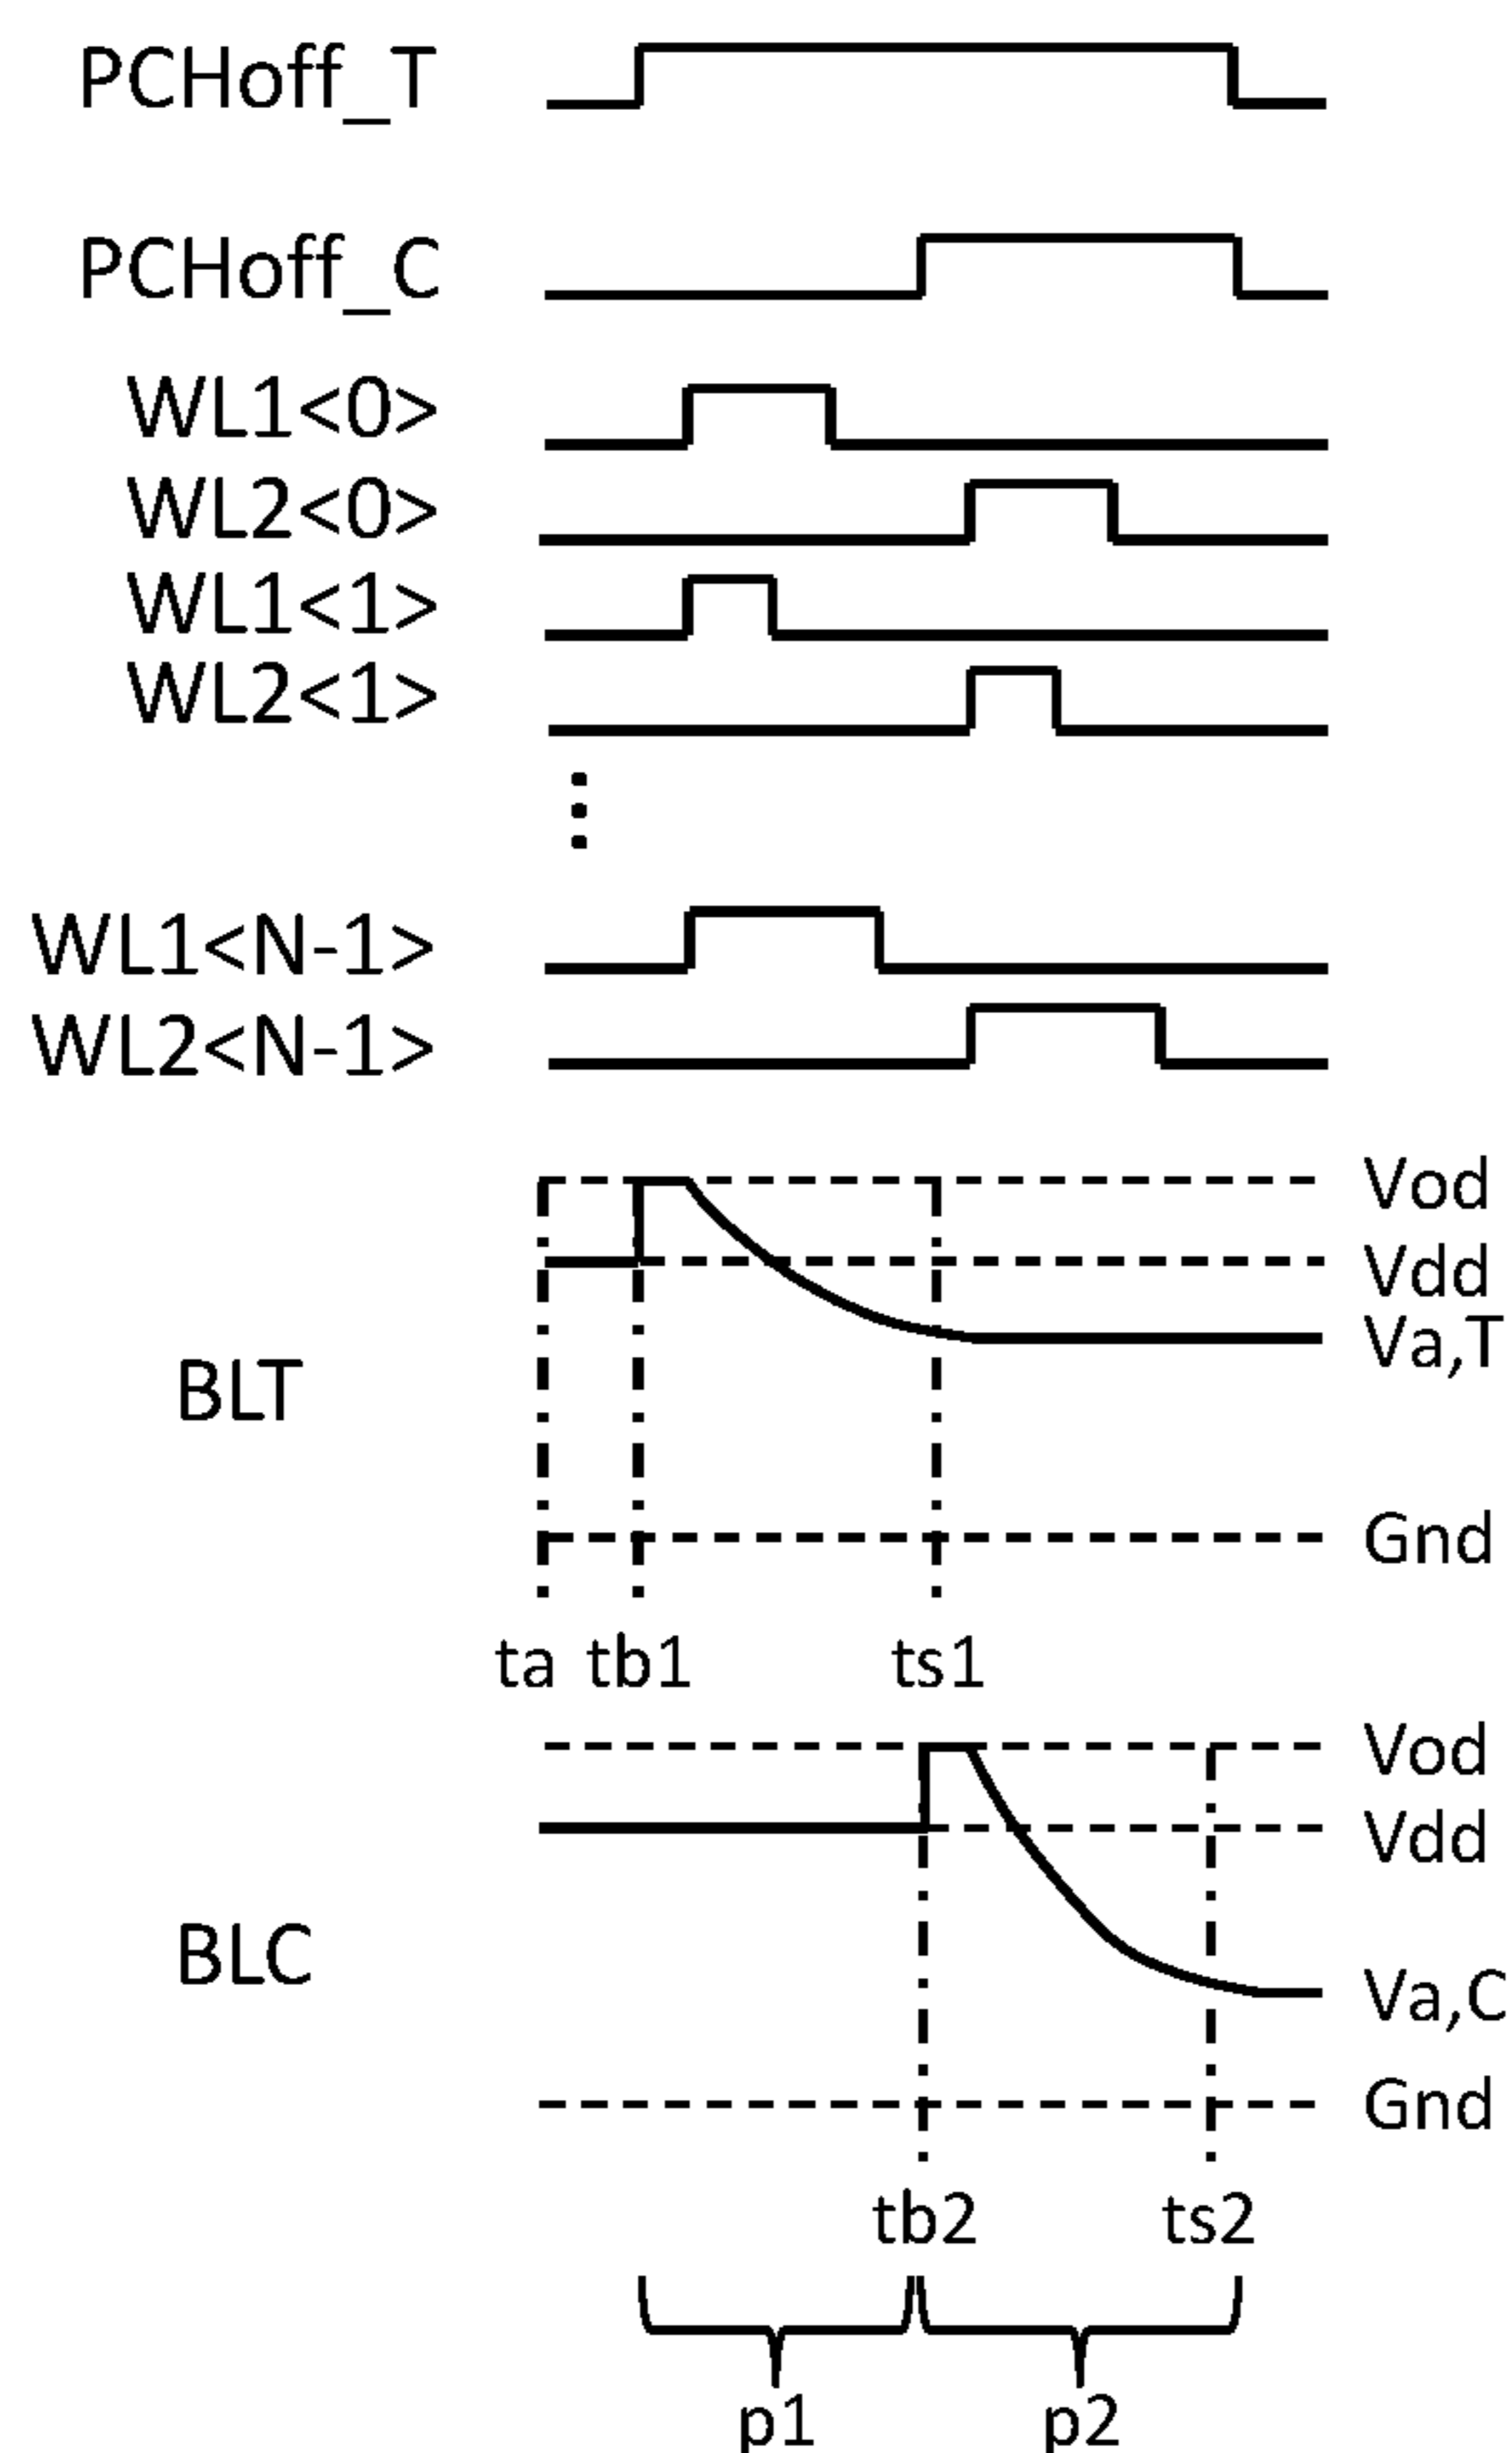 PCHoff_T
PCHoff_C
WL1<0>
WL2<0>
WL1<1>
WL2<1>
WL1<N-1>
WL2<N-1>
Vod
Vdd
Va,T
BLT
Gnd
ta tb1 ts1
Vod
Vdd
BLC
Va,C
Gnd
tb2 ts2
p1 p2